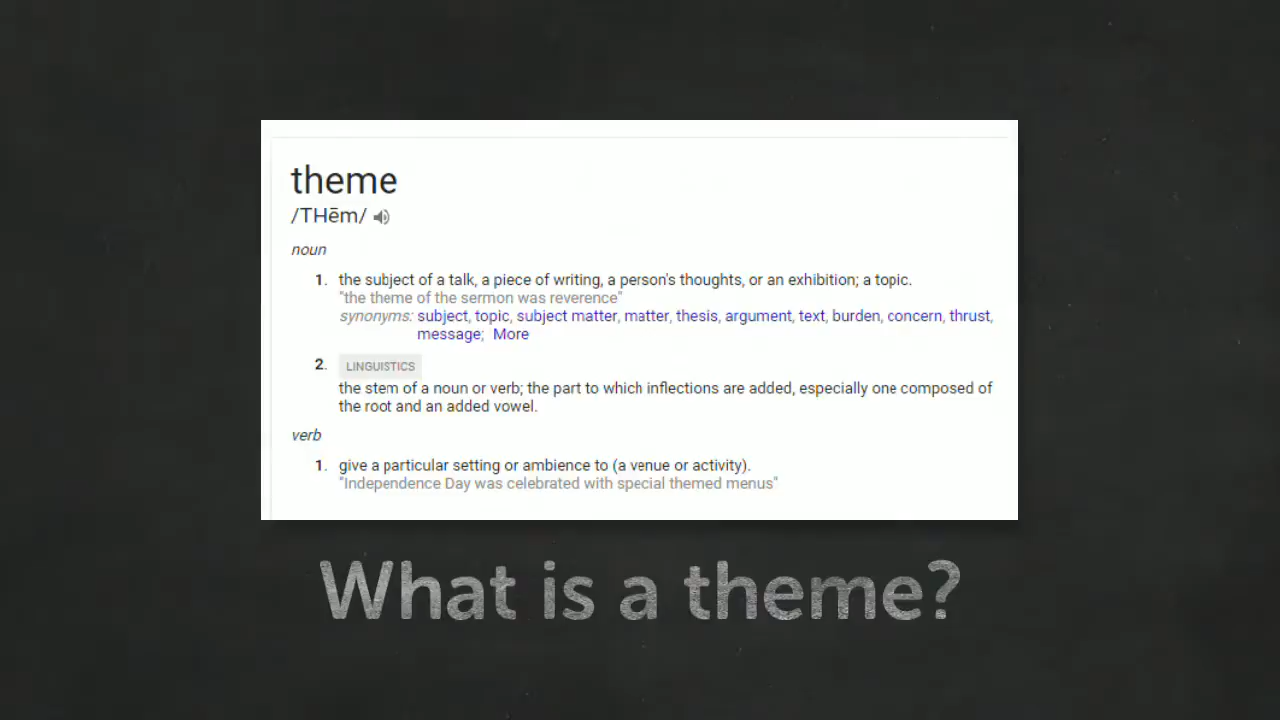 theme
/THēm/
noun
1. the subject of a talk, a piece of writing, a person's thoughts, or an exhibition; a topic.
"the theme of the sermon was reverence"
synonyms: subject, topic, subject matter, matter, thesis, argument, text, burden, concern, thrust,
message; More
2. LINGUISTICS
the stem of a noun or verb; the part to which inflections are added, especially one composed of
the root and an added vowel.
verb
1. give a particular setting or ambience to (a venue or activity).
"Independence Day was celebrated with special themed menus"
What is a theme?